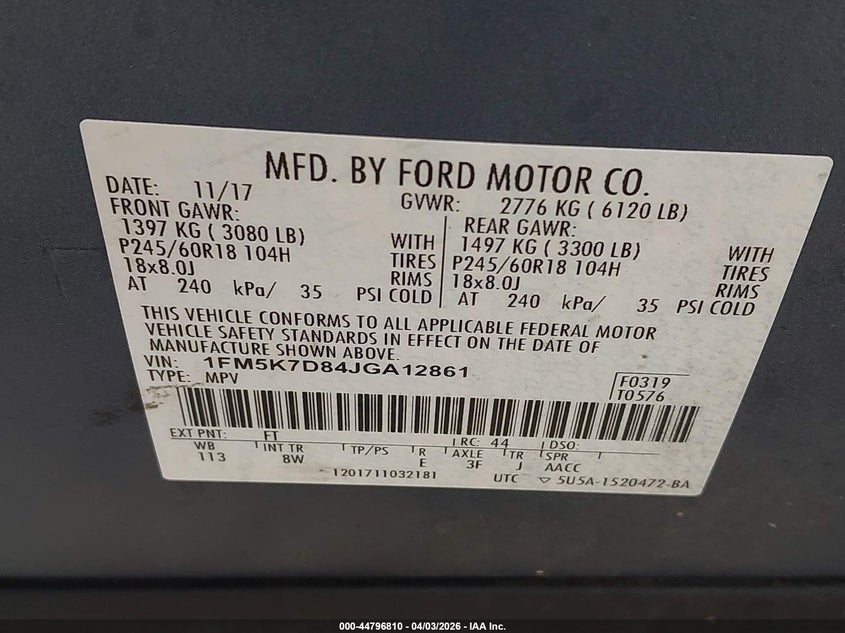 MFD. BY FORD MOTOR CO.
DATE: 11/17
GVWR: 2776 KG ( 6120 LB)
FRONT GAWR:
1397 KG ( 3080 LB) WITH
P245/60R18 104H TIRES
18x8.0J RIMS
AT 240 kPa/ 35 PSI COLD
REAR GAWR:
1497 KG ( 3300 LB) WITH
P245/60R18 104H TIRES
18x8.0J RIMS
AT 240 kPa/ 35 PSI COLD
THIS VEHICLE CONFORMS TO ALL APPLICABLE FEDERAL MOTOR
VEHICLE SAFETY STANDARDS IN EFFECT ON THE DATE OF
MANUFACTURE SHOWN ABOVE.
VIN: 1FM5K7D84JGA12861
TYPE: MPV
F0319
T0576
EXT PNT: FT RC: 44 DSO:
WB INT TR TP/PS R AXLE TR SPR
113 8W E 3F J AACC
1201711032181 UTC ▽ 5U5A-1520472-BA
000-44796810 - 04/03/2026 - IAA Inc.